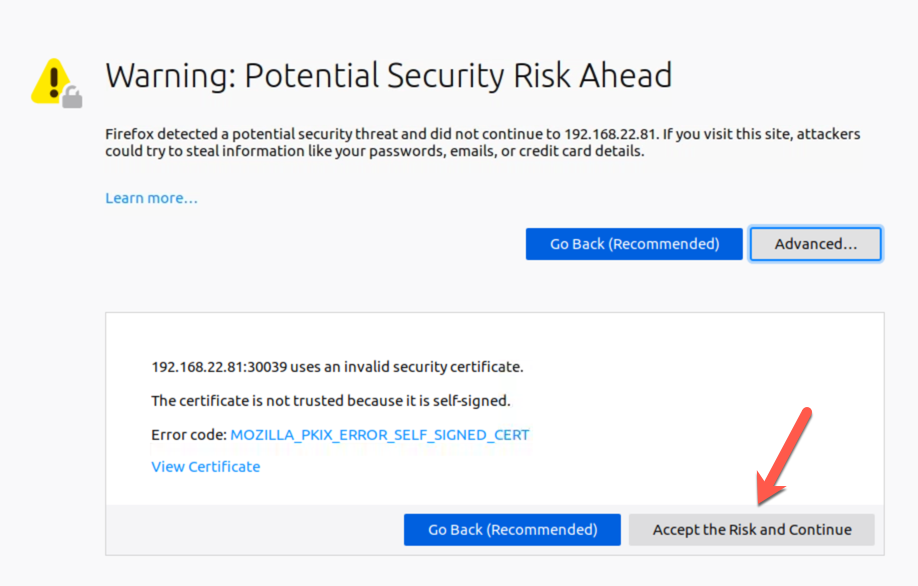 Warning: Potential Security Risk Ahead
Firefox detected a potential security threat and did not continue to 192.168.22.81. If you visit this site, attackers
could try to steal information like your passwords, emails, or credit card details.
Learn more…
Go Back (Recommended) Advanced…
192.168.22.81:30039 uses an invalid security certificate.
The certificate is not trusted because it is self-signed.
Error code: MOZILLA_PKIX_ERROR_SELF_SIGNED_CERT
View Certificate
Go Back (Recommended) Accept the Risk and Continue